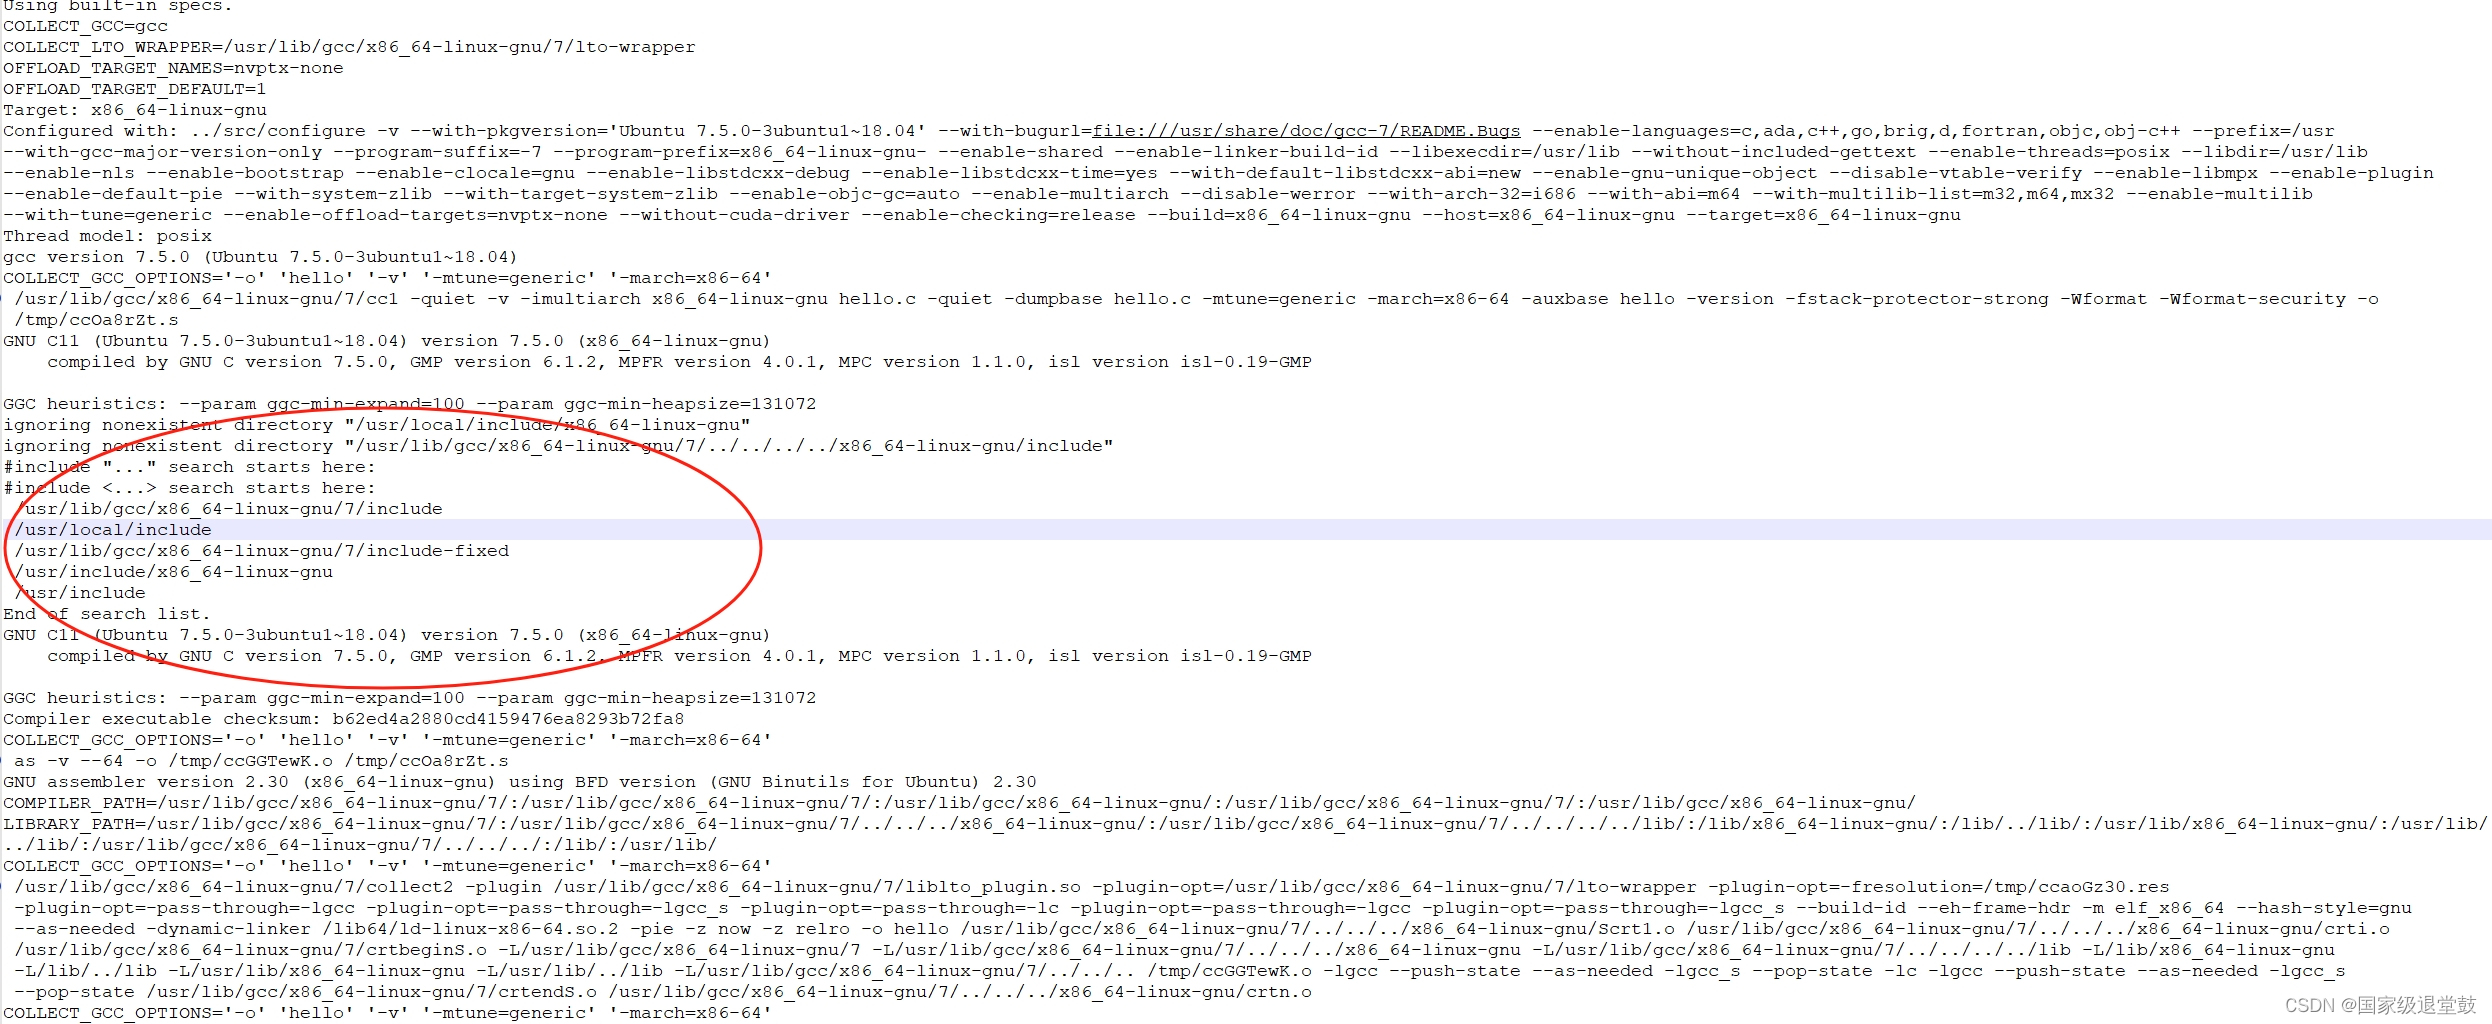 Using built-in specs.
COLLECT_GCC=gcc
COLLECT_LTO_WRAPPER=/usr/lib/gcc/x86_64-linux-gnu/7/lto-wrapper
OFFLOAD_TARGET_NAMES=nvptx-none
OFFLOAD_TARGET_DEFAULT=1
Target: x86_64-linux-gnu
Configured with: ../src/configure -v --with-pkgversion='Ubuntu 7.5.0-3ubuntu1~18.04' --with-bugurl=file:///usr/share/doc/gcc-7/README.Bugs --enable-languages=c,ada,c++,go,brig,d,fortran,objc,obj-c++ --prefix=/usr
--with-gcc-major-version-only --program-suffix=-7 --program-prefix=x86_64-linux-gnu- --enable-shared --enable-linker-build-id --libexecdir=/usr/lib --without-included-gettext --enable-threads=posix --libdir=/usr/lib
--enable-nls --enable-bootstrap --enable-clocale=gnu --enable-libstdcxx-debug --enable-libstdcxx-time=yes --with-default-libstdcxx-abi=new --enable-gnu-unique-object --disable-vtable-verify --enable-libmpx --enable-plugin
--enable-default-pie --with-system-zlib --with-target-system-zlib --enable-objc-gc=auto --enable-multiarch --disable-werror --with-arch-32=i686 --with-abi=m64 --with-multilib-list=m32,m64,mx32 --enable-multilib
--with-tune=generic --enable-offload-targets=nvptx-none --without-cuda-driver --enable-checking=release --build=x86_64-linux-gnu --host=x86_64-linux-gnu --target=x86_64-linux-gnu
Thread model: posix
gcc version 7.5.0 (Ubuntu 7.5.0-3ubuntu1~18.04)
COLLECT_GCC_OPTIONS='-o' 'hello' '-v' '-mtune=generic' '-march=x86-64'
/usr/lib/gcc/x86_64-linux-gnu/7/cc1 -quiet -v -imultiarch x86_64-linux-gnu hello.c -quiet -dumpbase hello.c -mtune=generic -march=x86-64 -auxbase hello -version -fstack-protector-strong -Wformat -Wformat-security -o
/tmp/ccOa8rZt.s
GNU C11 (Ubuntu 7.5.0-3ubuntu1~18.04) version 7.5.0 (x86_64-linux-gnu)
compiled by GNU C version 7.5.0, GMP version 6.1.2, MPFR version 4.0.1, MPC version 1.1.0, isl version isl-0.19-GMP
GGC heuristics: --param ggc-min-expand=100 --param ggc-min-heapsize=131072
ignoring nonexistent directory "/usr/local/include/x86_64-linux-gnu"
ignoring nonexistent directory "/usr/lib/gcc/x86_64-linux-gnu/7/../../../../x86_64-linux-gnu/include"
#include "..." search starts here:
#include <...> search starts here:
/usr/lib/gcc/x86_64-linux-gnu/7/include
/usr/local/include
/usr/lib/gcc/x86_64-linux-gnu/7/include-fixed
/usr/include/x86_64-linux-gnu
/usr/include
End of search list.
GNU C11 (Ubuntu 7.5.0-3ubuntu1~18.04) version 7.5.0 (x86_64-linux-gnu)
compiled by GNU C version 7.5.0, GMP version 6.1.2, MPFR version 4.0.1, MPC version 1.1.0, isl version isl-0.19-GMP
GGC heuristics: --param ggc-min-expand=100 --param ggc-min-heapsize=131072
Compiler executable checksum: b62ed4a2880cd4159476ea8293b72fa8
COLLECT_GCC_OPTIONS='-o' 'hello' '-v' '-mtune=generic' '-march=x86-64'
as -v --64 -o /tmp/ccGGTewK.o /tmp/ccOa8rZt.s
GNU assembler version 2.30 (x86_64-linux-gnu) using BFD version (GNU Binutils for Ubuntu) 2.30
COMPILER_PATH=/usr/lib/gcc/x86_64-linux-gnu/7/:/usr/lib/gcc/x86_64-linux-gnu/7/:/usr/lib/gcc/x86_64-linux-gnu/:/usr/lib/gcc/x86_64-linux-gnu/7/:/usr/lib/gcc/x86_64-linux-gnu/
LIBRARY_PATH=/usr/lib/gcc/x86_64-linux-gnu/7/:/usr/lib/gcc/x86_64-linux-gnu/7/../../../x86_64-linux-gnu/:/usr/lib/gcc/x86_64-linux-gnu/7/../../../../lib/:/lib/x86_64-linux-gnu/:/lib/../lib/:/usr/lib/x86_64-linux-gnu/:/usr/lib/
../lib/:/usr/lib/gcc/x86_64-linux-gnu/7/../../../:/lib/:/usr/lib/
COLLECT_GCC_OPTIONS='-o' 'hello' '-v' '-mtune=generic' '-march=x86-64'
/usr/lib/gcc/x86_64-linux-gnu/7/collect2 -plugin /usr/lib/gcc/x86_64-linux-gnu/7/liblto_plugin.so -plugin-opt=/usr/lib/gcc/x86_64-linux-gnu/7/lto-wrapper -plugin-opt=-fresolution=/tmp/ccaoGz30.res
-plugin-opt=-pass-through=-lgcc -plugin-opt=-pass-through=-lgcc_s -plugin-opt=-pass-through=-lc -plugin-opt=-pass-through=-lgcc -plugin-opt=-pass-through=-lgcc_s --build-id --eh-frame-hdr -m elf_x86_64 --hash-style=gnu
--as-needed -dynamic-linker /lib64/ld-linux-x86-64.so.2 -pie -z now -z relro -o hello /usr/lib/gcc/x86_64-linux-gnu/7/../../../x86_64-linux-gnu/Scrt1.o /usr/lib/gcc/x86_64-linux-gnu/7/../../../x86_64-linux-gnu/crti.o
/usr/lib/gcc/x86_64-linux-gnu/7/crtbeginS.o -L/usr/lib/gcc/x86_64-linux-gnu/7 -L/usr/lib/gcc/x86_64-linux-gnu/7/../../../x86_64-linux-gnu -L/usr/lib/gcc/x86_64-linux-gnu/7/../../../../lib -L/lib/x86_64-linux-gnu
-L/lib/../lib -L/usr/lib/x86_64-linux-gnu -L/usr/lib/../lib -L/usr/lib/gcc/x86_64-linux-gnu/7/../../.. /tmp/ccGGTewK.o -lgcc --push-state --as-needed -lgcc_s --pop-state -lc -lgcc --push-state --as-needed -lgcc_s
--pop-state /usr/lib/gcc/x86_64-linux-gnu/7/crtendS.o /usr/lib/gcc/x86_64-linux-gnu/7/../../../x86_64-linux-gnu/crtn.o
COLLECT_GCC_OPTIONS='-o' 'hello' '-v' '-mtune=generic' '-march=x86-64'
CSDN @国家级退堂鼓